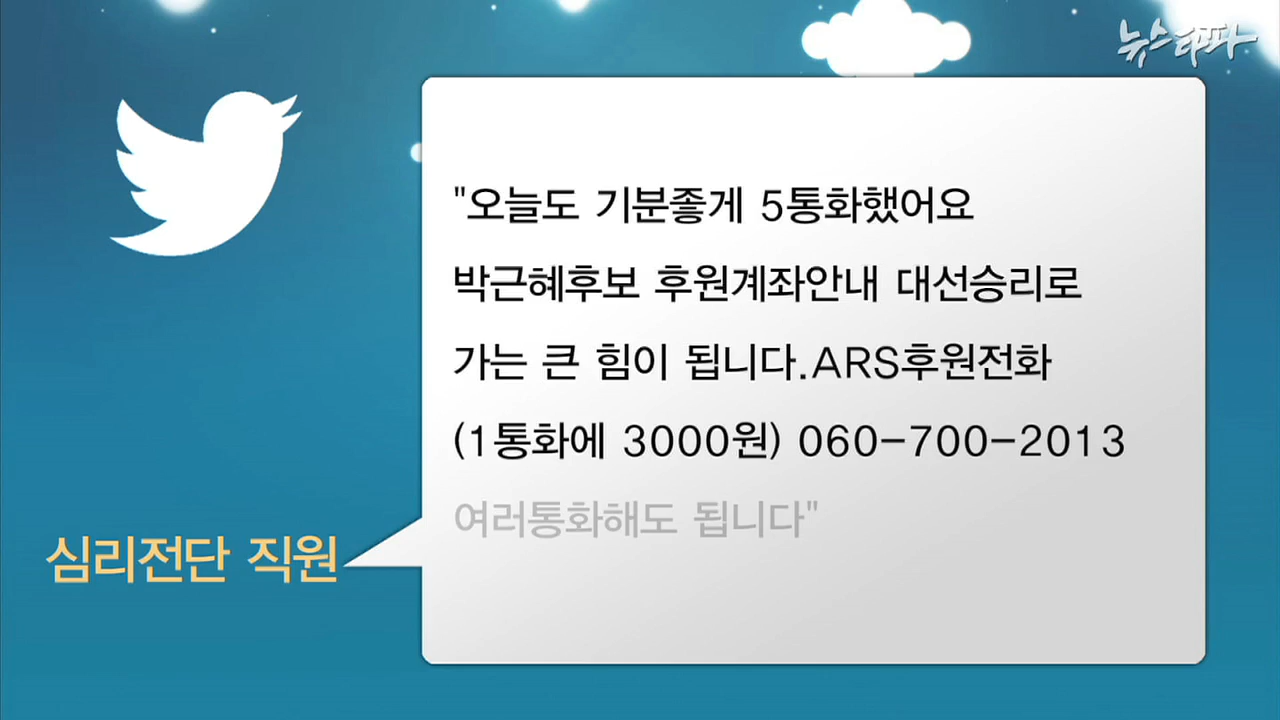 뉴스타파
"오늘도 기분좋게 5통화했어요
박근혜후보 후원계좌안내 대선승리로
가는 큰 힘이 됩니다.ARS후원전화
(1통화에 3000원) 060-700-2013
여러통화해도 됩니다"
심리전단 직원